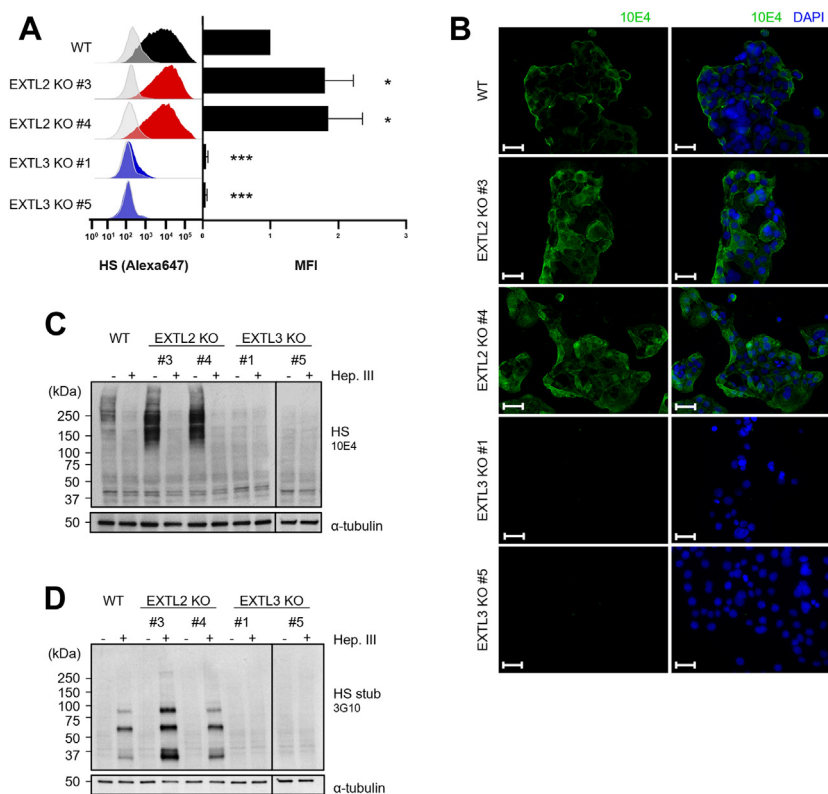 A
WT
EXTL2 KO #3
*
EXTL2 KO #4
*
EXTL3 KO #1
***
EXTL3 KO #5
***
10⁰ 10¹ 10² 10³ 10⁴ 10⁵
0 1 2 3
HS (Alexa647)
MFI
B
10E4
10E4 DAPI
WT
EXTL2 KO #3
EXTL2 KO #4
EXTL3 KO #1
EXTL3 KO #5
C
WT EXTL2 KO EXTL3 KO
#3 #4 #1 #5
- + - + - + - + - + Hep. III
(kDa)
250
150
100
75
50
37
HS
10E4
50
α-tubulin
D
WT EXTL2 KO EXTL3 KO
#3 #4 #1 #5
- + - + - + - + - + Hep. III
(kDa)
250
150
100
75
50
37
HS stub
3G10
50
α-tubulin